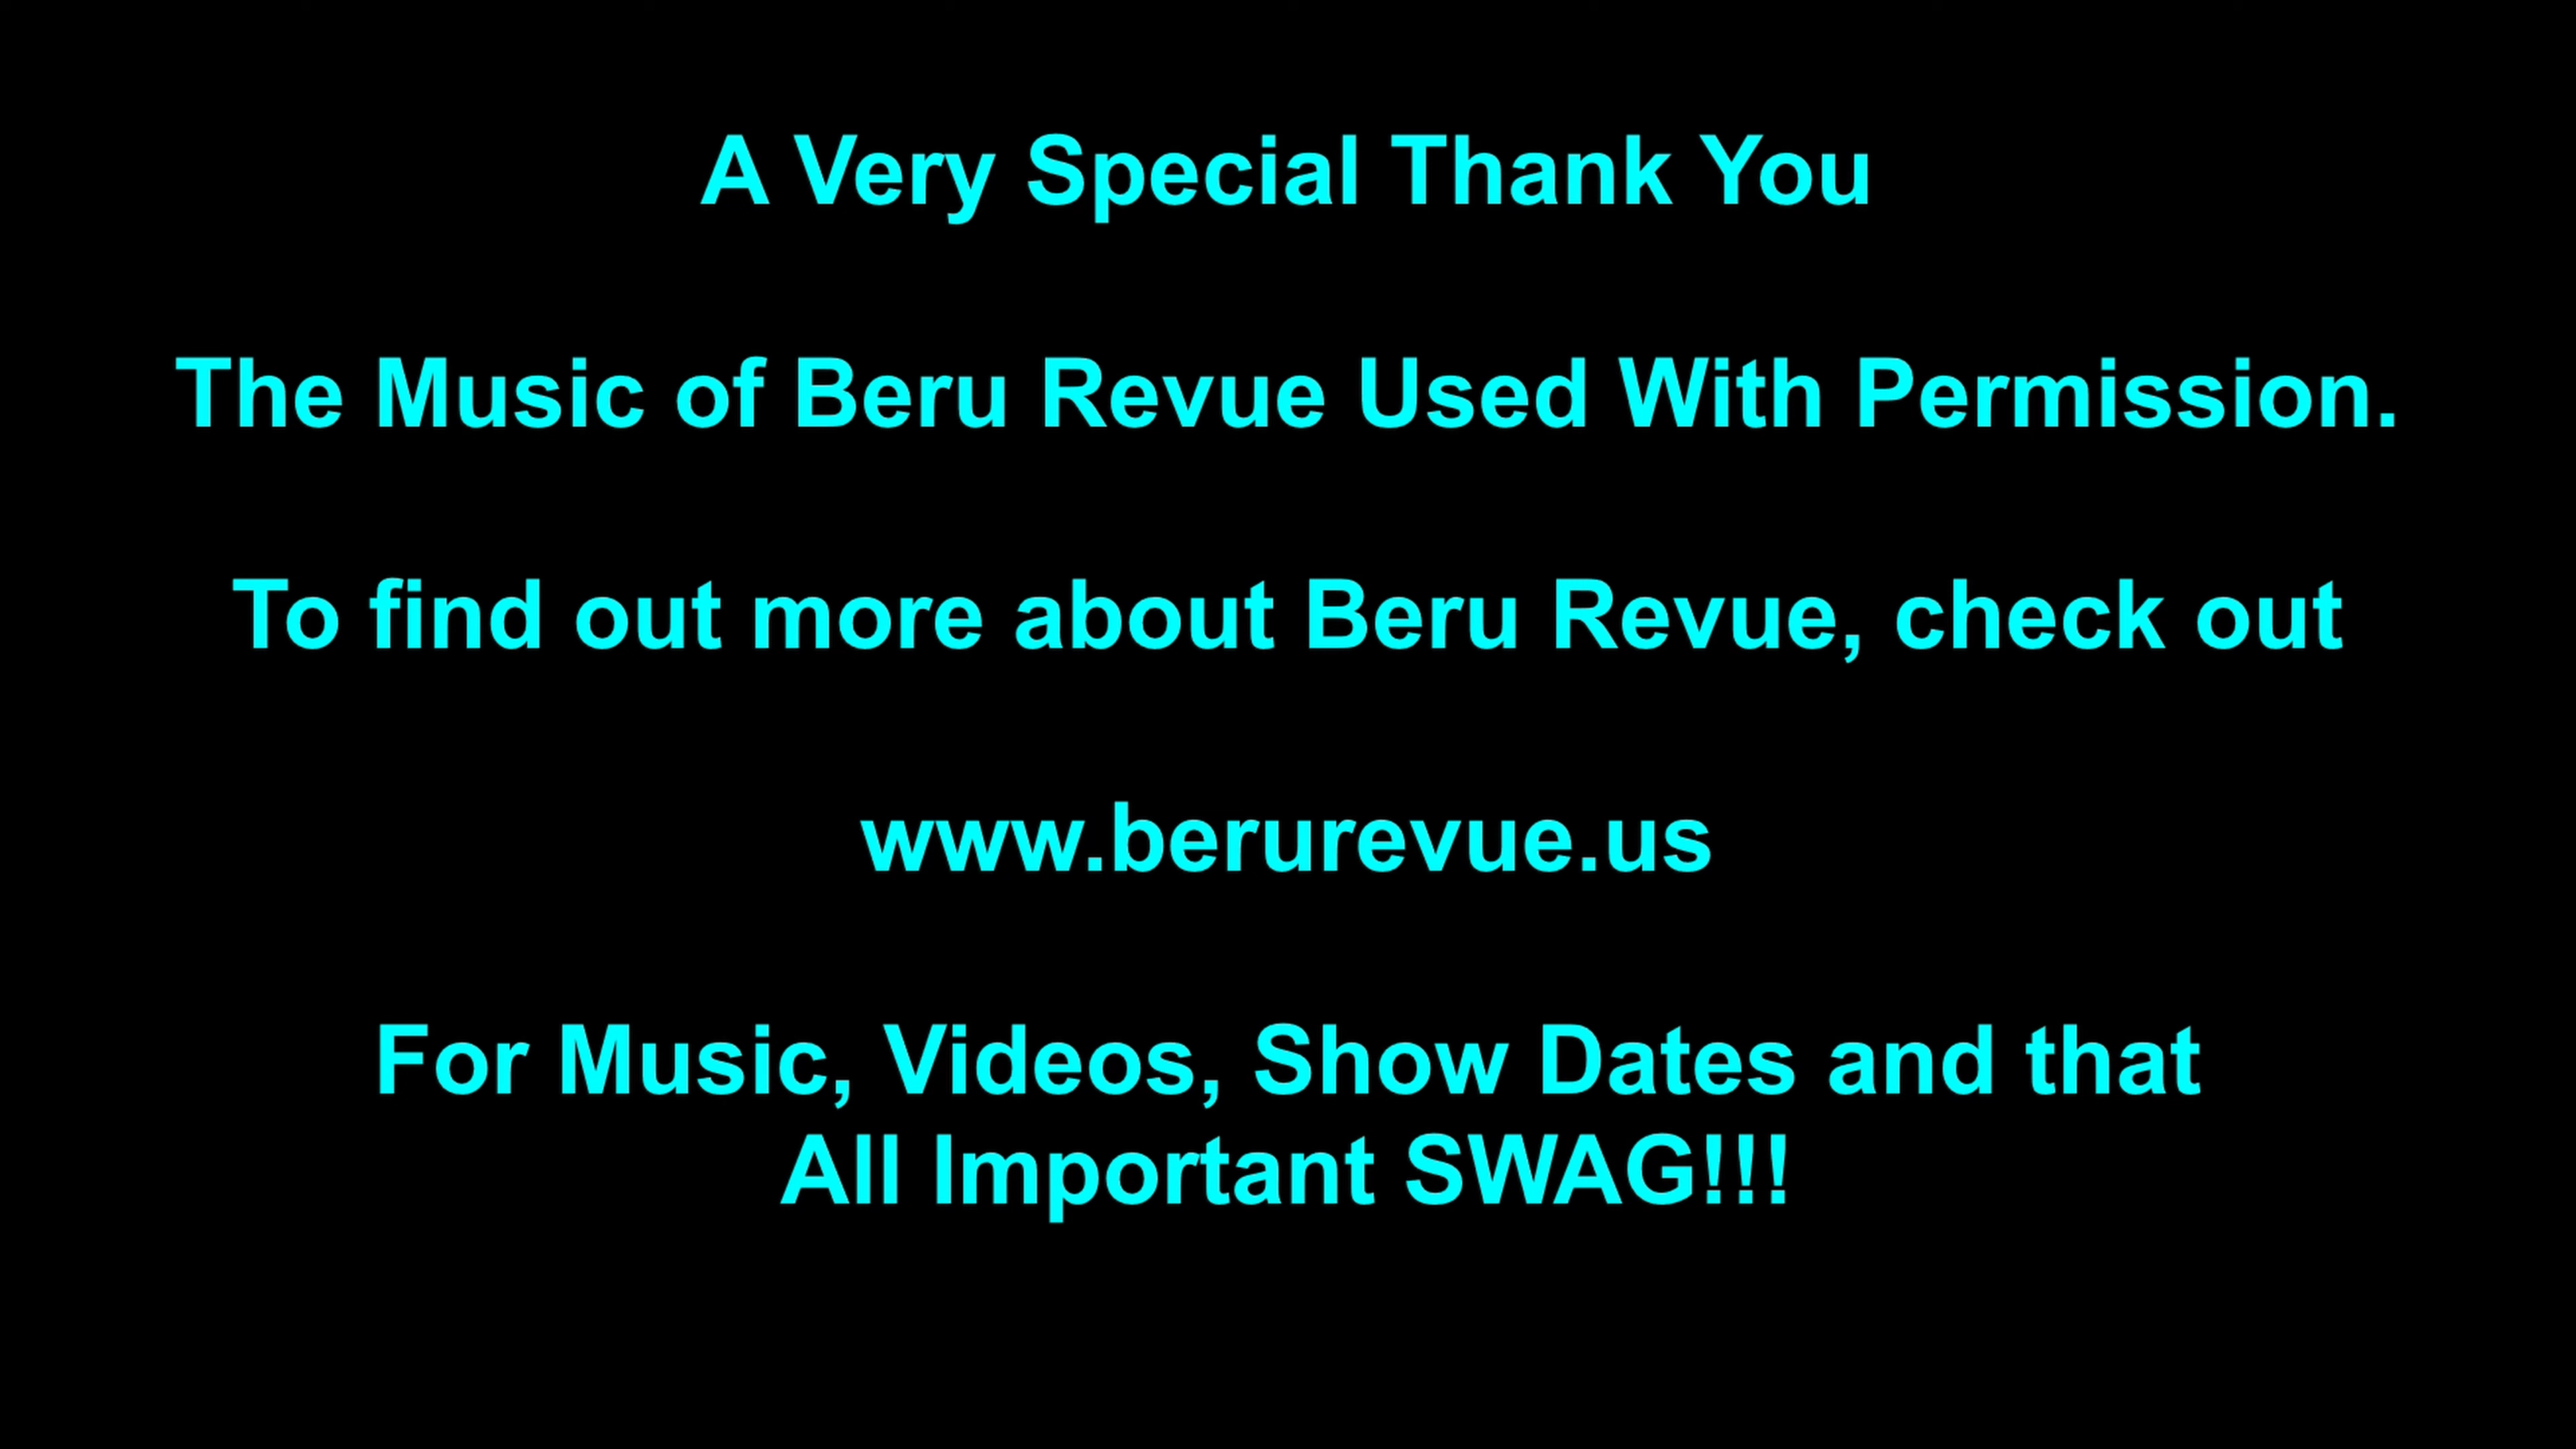 A Very Special Thank You
The Music of Beru Revue Used With Permission.
To find out more about Beru Revue, check out
www.berurevue.us
For Music, Videos, Show Dates and that
All Important SWAG!!!